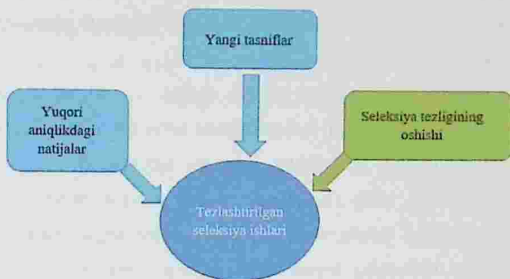 Yangi tasniflar
Yuqori
aniqlikdagi
natijalar
Seleksiya tezligining
oshishi
Tezlashtirilgan
seleksiya ishlari